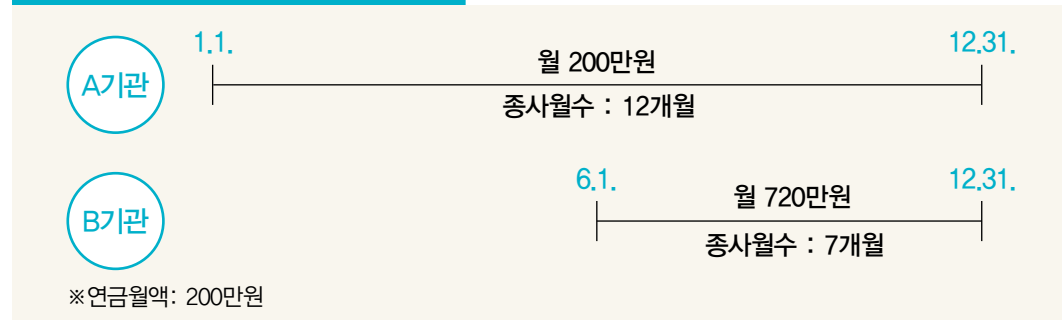 1.1.
12.31.
월 200만원
A기관
종사월수 : 12개월
6.1.
12.31.
월 720만원
B기관
종사월수 : 7개월
※연금월액: 200만원